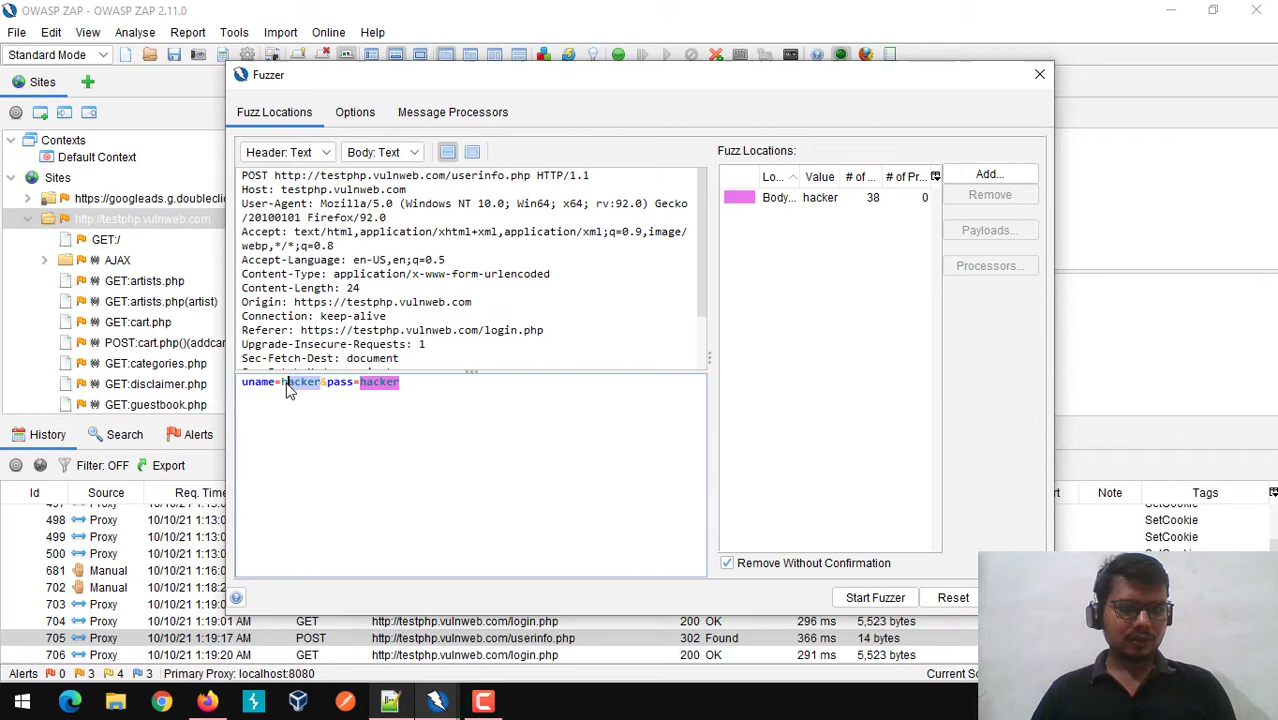 OWASP ZAP - OWASP ZAP 2.11.0
File Edit View Analyse Report Tools Import Online Help
Standard Mode
Sites
Contexts
Default Context
Sites
https://googleads.g.doubleclic
http://testphp.vulnweb.com
GET:/
AJAX
GET:artists.php
GET:artists.php(artist)
GET:cart.php
POST:cart.php()(addcar
GET:categories.php
GET:disclaimer.php
GET:guestbook.php
Fuzzer
Fuzz Locations Options Message Processors
Header: Text Body: Text
POST http://testphp.vulnweb.com/userinfo.php HTTP/1.1
Host: testphp.vulnweb.com
User-Agent: Mozilla/5.0 (Windows NT 10.0; Win64; x64; rv:92.0) Gecko
/20100101 Firefox/92.0
Accept: text/html,application/xhtml+xml,application/xml;q=0.9,image/
webp,*/*;q=0.8
Accept-Language: en-US,en;q=0.5
Content-Type: application/x-www-form-urlencoded
Content-Length: 24
Origin: https://testphp.vulnweb.com
Connection: keep-alive
Referer: https://testphp.vulnweb.com/login.php
Upgrade-Insecure-Requests: 1
Sec-Fetch-Dest: document
uname=hacker&pass=hacker
Fuzz Locations:
Lo... Value # of ... # of Pr...
Body... hacker 38 0
Add...
Remove
Payloads...
Processors...
Remove Without Confirmation
Start Fuzzer Reset
History Search Alerts
Filter: OFF Export
Id Source Req. Time Note Tags
497 Proxy 10/10/21 1:13:0 SetCookie
498 Proxy 10/10/21 1:13:0 SetCookie
499 Proxy 10/10/21 1:13:0 SetCookie
500 Proxy 10/10/21 1:13:0
681 Manual 10/10/21 1:16:0
702 Manual 10/10/21 1:18:2
703 Proxy 10/10/21 1:19:0
704 Proxy 10/10/21 1:19:01 AM GET http://testphp.vulnweb.com/login.php 200 OK 296 ms 5,523 bytes
705 Proxy 10/10/21 1:19:17 AM POST http://testphp.vulnweb.com/userinfo.php 302 Found 366 ms 14 bytes
706 Proxy 10/10/21 1:19:20 AM GET http://testphp.vulnweb.com/login.php 200 OK 291 ms 5,523 bytes
Alerts 0 3 4 3 Primary Proxy: localhost:8080 Current Sc